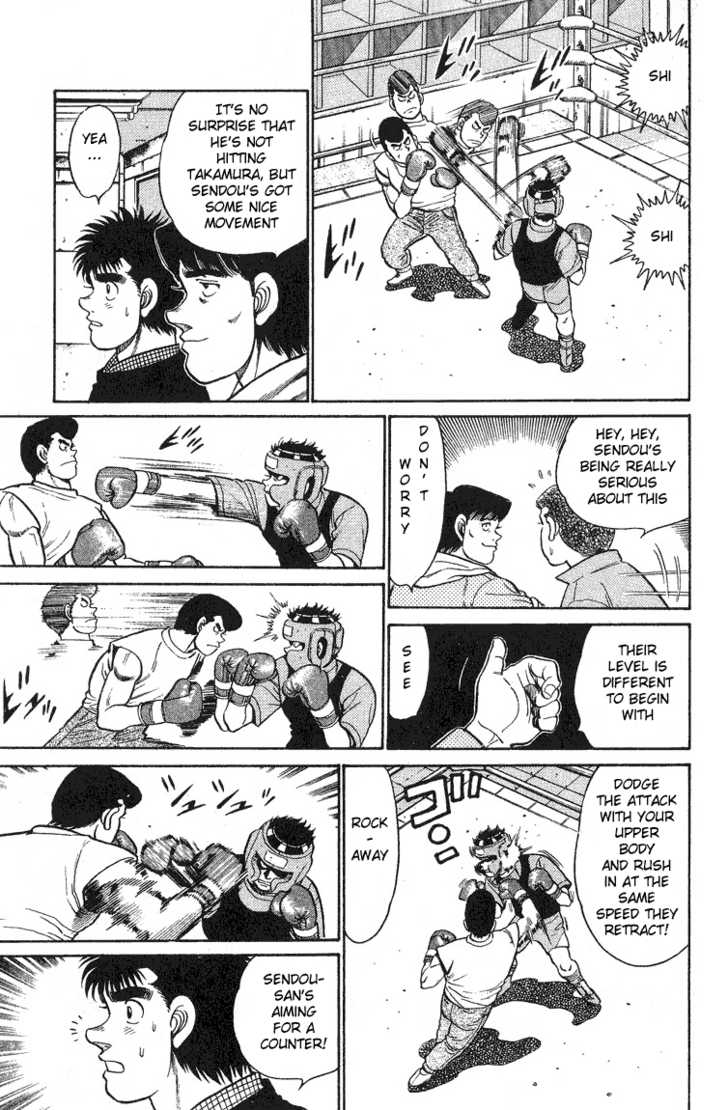 SHI
SHI
IT'S NO
SURPRISE THAT
HE'S NOT
HITTING
TAKAMURA, BUT
SENDOU'S GOT
SOME NICE
MOVEMENT
YEA
...
HEY, HEY,
SENDOU'S
BEING REALLY
SERIOUS
ABOUT THIS
DON'T
WORRY
THEIR
LEVEL IS
DIFFERENT
TO BEGIN
WITH
SEE
DODGE
THE ATTACK
WITH YOUR
UPPER
BODY
AND RUSH
IN AT THE
SAME
SPEED THEY
RETRACT!
ROCK
-
AWAY
SENDOU-
SAN'S
AIMING
FOR A
COUNTER!